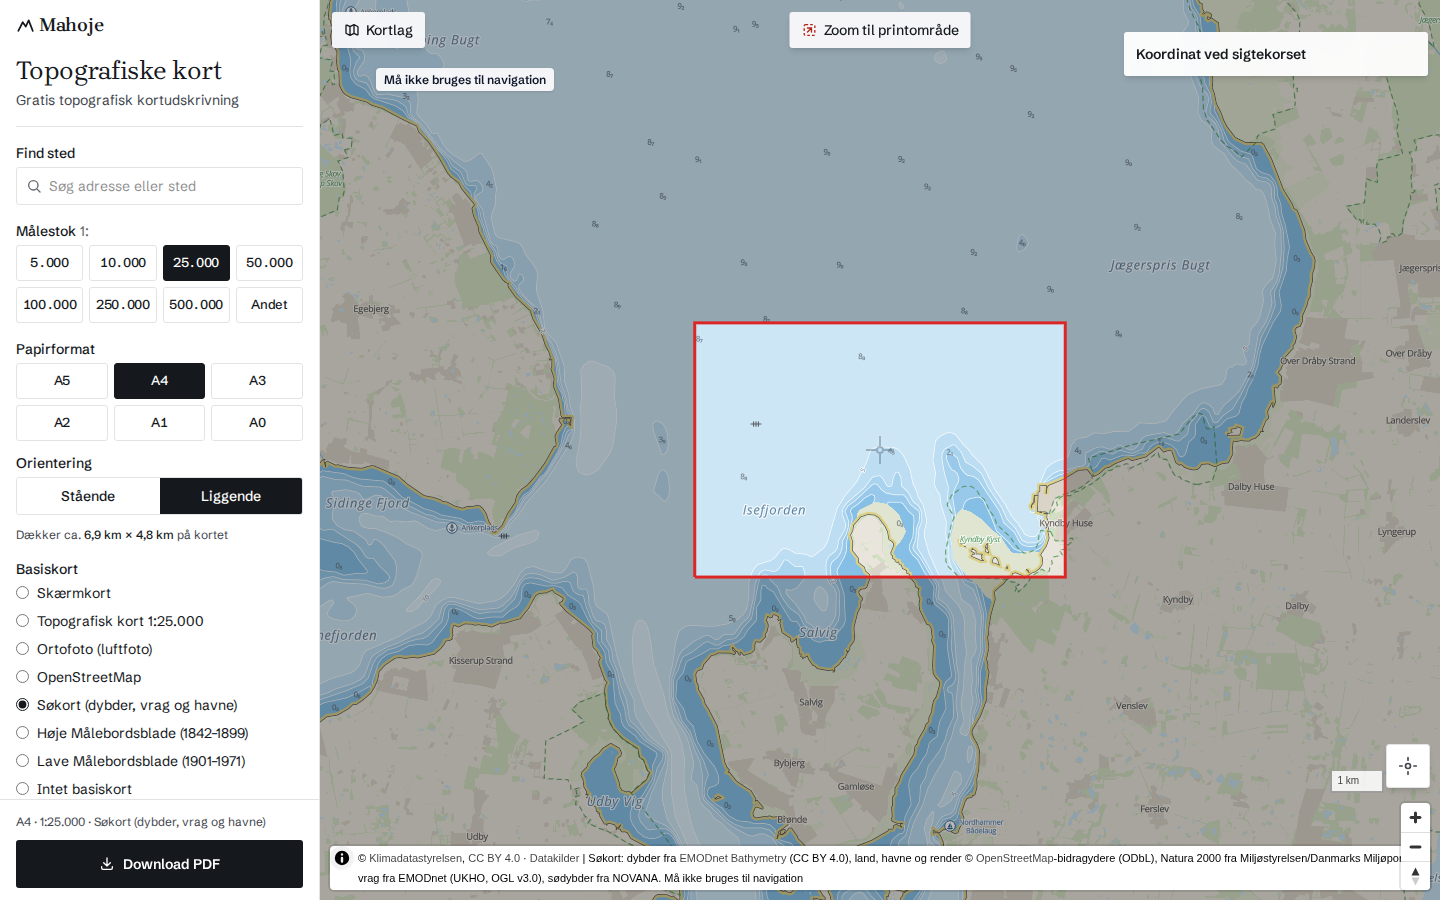 Mahoje
Topografiske kort
Gratis topografisk kortudskrivning
Find sted
Søg adresse eller sted
Målestok 1:
5.000
10.000
25.000
50.000
100.000
250.000
500.000
Andet
Papirformat
A5
A4
A3
A2
A1
A0
Orientering
Stående
Liggende
Dækker ca. 6,9 km × 4,8 km på kortet
Basiskort
Skærmkort
Topografisk kort 1:25.000
Ortofoto (luftfoto)
OpenStreetMap
Søkort (dybder, vrag og havne)
Høje Målebordsblade (1842–1899)
Lave Målebordsblade (1901–1971)
Intet basiskort
A4 · 1:25.000 · Søkort (dybder, vrag og havne)
Download PDF
Kortlag
Zoom til printområde
Koordinat ved sigtekorset
Må ikke bruges til navigation
Bugt
Jægerspris Bugt
Egebjerg
Over Dråby Strand
Over Dråby
Landerslev
Sidinge Fjord
Ankerplads
Dalby Huse
Isefjorden
Kyndby Huse
Kyndby Kyst
Lyngerup
Kyndby
Dalby
Salvig
Kisserup Strand
Salvig
Venslev
Bybjerg
Gamløse
Udby Vig
Brønde
Ferslev
Nordhammer
Bådelaug
Udby
1 km
© Klimadatastyrelsen, CC BY 4.0 · Datakilder | Søkort: dybder fra EMODnet Bathymetry (CC BY 4.0), land, havne og render © OpenStreetMap-bidragydere (ODbL), Natura 2000 fra Miljøstyrelsen/Danmarks
vrag fra EMODnet (UKHO, OGL v3.0), sødybder fra NOVANA. Må ikke bruges til navigation